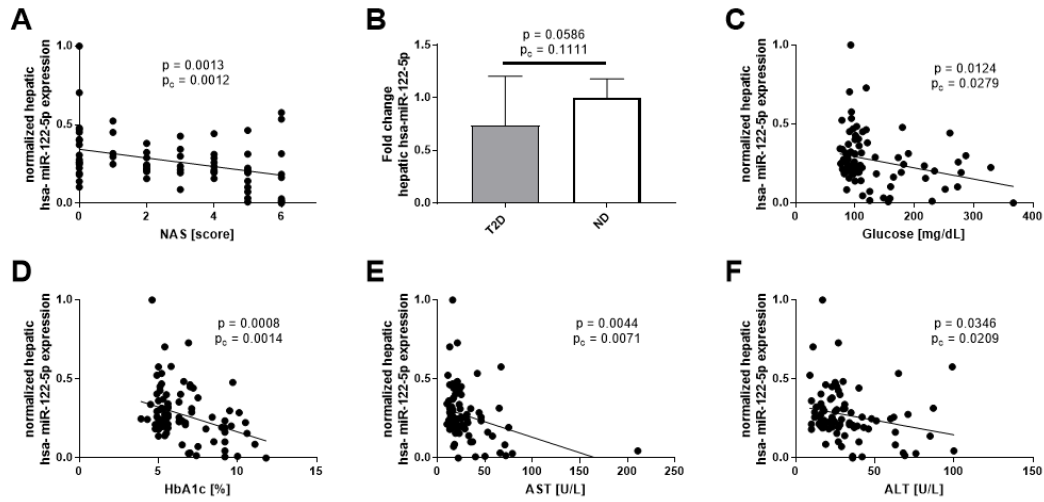 A
normalized hepatic
hsa- miR-122-5p expression
1.0
0.5
0.0
p = 0.0013
pc = 0.0012
0
2
4
6
NAS [score]
B
Fold change
hepatic hsa-miR-122-5p
1.5
1.0
0.5
0.0
p = 0.0586
pc = 0.1111
T2D
ND
C
normalized hepatic
hsa- miR-122-5p expression
1.0
0.5
0.0
p = 0.0124
pc = 0.0279
0
100
200
300
400
Glucose [mg/dL]
D
normalized hepatic
hsa- miR-122-5p expression
1.0
0.5
0.0
p = 0.0008
pc = 0.0014
0
5
10
15
HbA1c [%]
E
normalized hepatic
hsa- miR-122-5p expression
1.0
0.5
0.0
p = 0.0044
pc = 0.0071
0
50
100
150
200
250
AST [U/L]
F
normalized hepatic
hsa- miR-122-5p expression
1.0
0.5
0.0
p = 0.0346
pc = 0.0209
0
50
100
150
ALT [U/L]